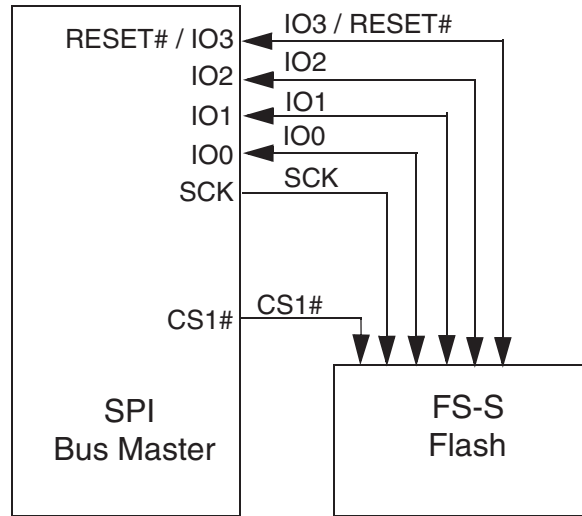 RESET# / IO3
IO3 / RESET#
IO2
IO2
IO1
IO1
IO0
IO0
SCK
SCK
CS1#
CS1#
SPI
Bus Master
FS-S
Flash